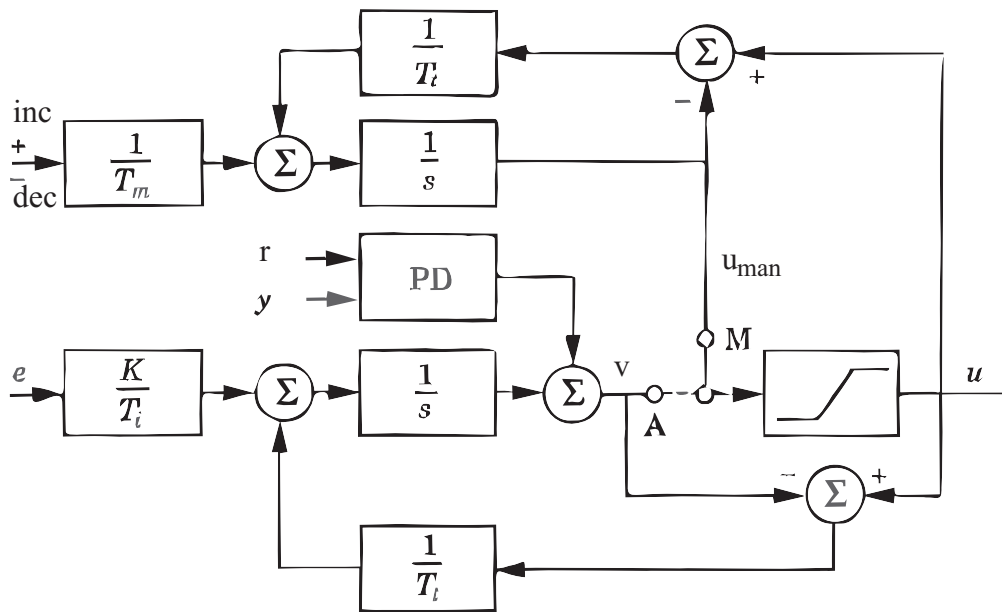 1
T_t
Σ
+
−
inc
+
−
dec
1
T_m
Σ
1
s
r
y
PD
u_man
M
e
K
T_i
Σ
1
s
Σ
v
A
u
−
Σ
+
1
T_t